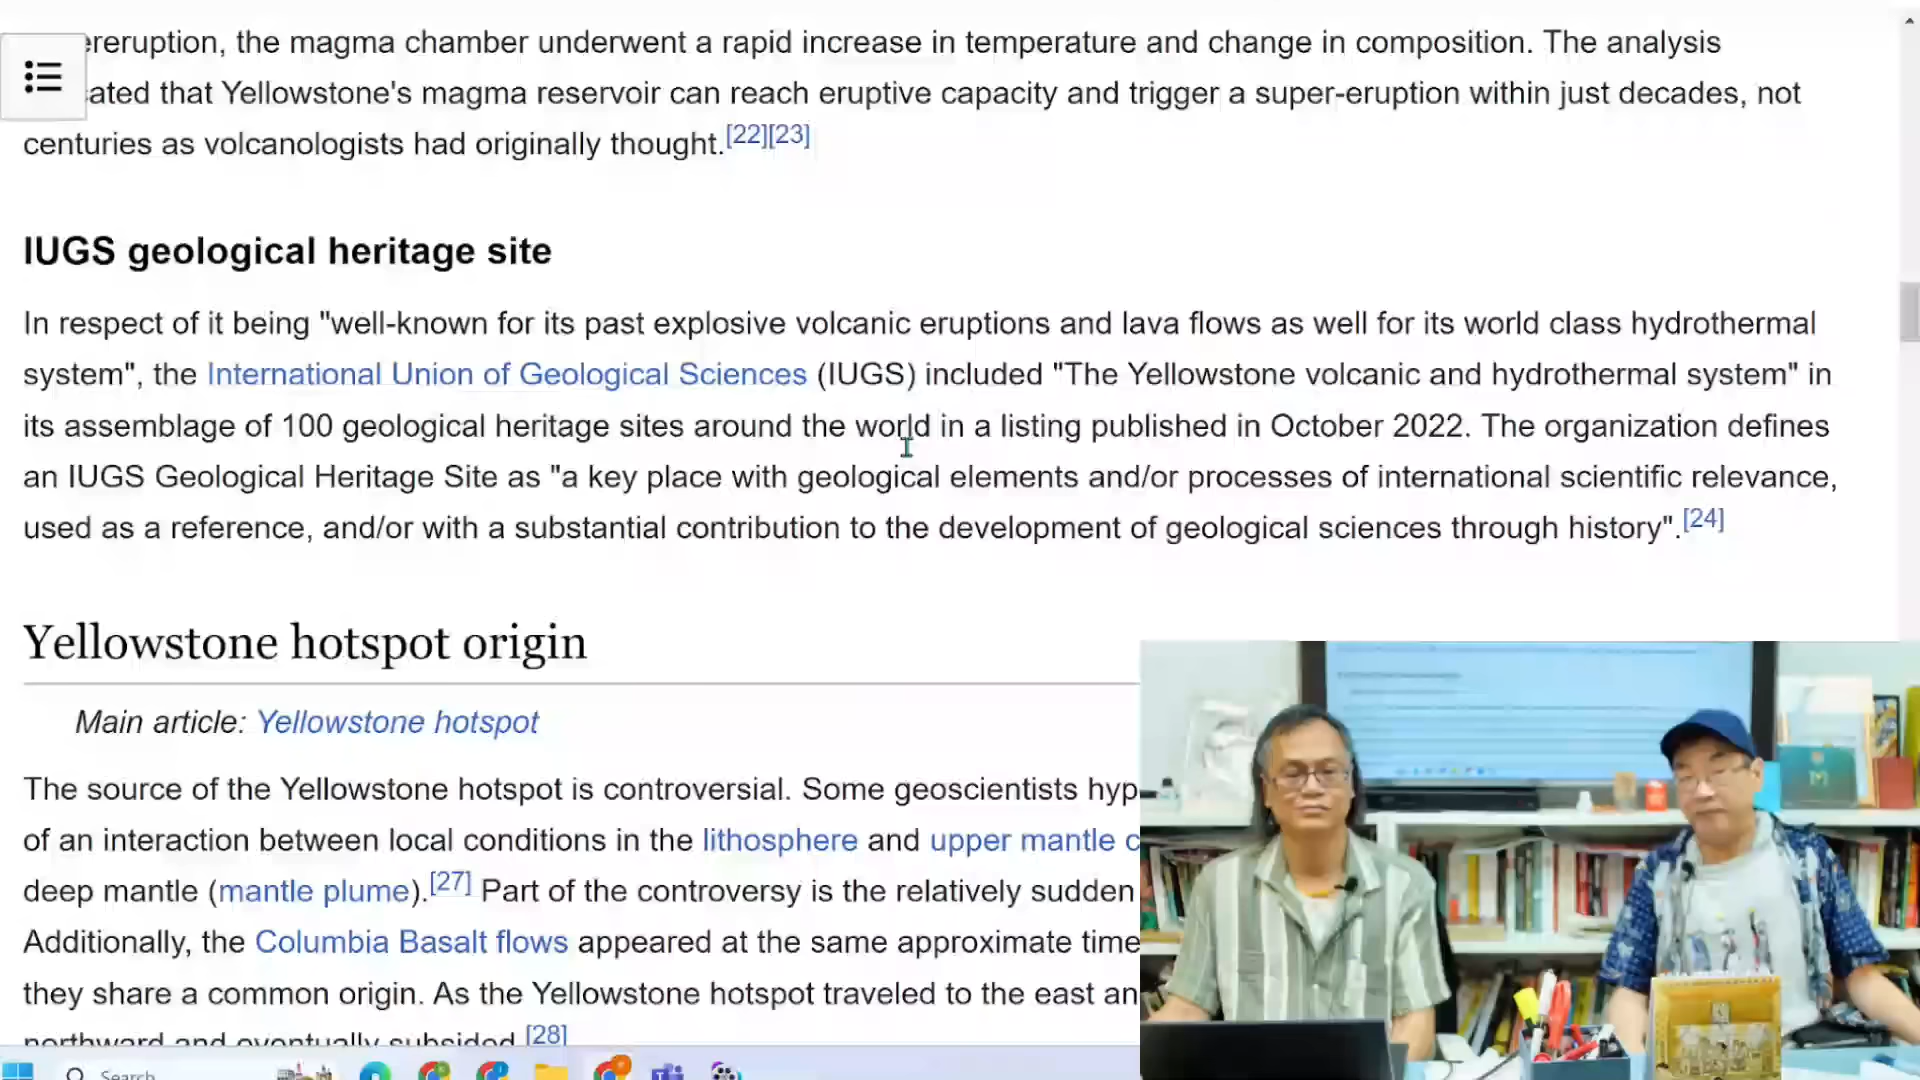 ereruption, the magma chamber underwent a rapid increase in temperature and change in composition. The analysis
cated that Yellowstone's magma reservoir can reach eruptive capacity and trigger a super-eruption within just decades, not
centuries as volcanologists had originally thought.[22][23]
IUGS geological heritage site
In respect of it being "well-known for its past explosive volcanic eruptions and lava flows as well for its world class hydrothermal
system", the International Union of Geological Sciences (IUGS) included "The Yellowstone volcanic and hydrothermal system" in
its assemblage of 100 geological heritage sites around the world in a listing published in October 2022. The organization defines
an IUGS Geological Heritage Site as "a key place with geological elements and/or processes of international scientific relevance,
used as a reference, and/or with a substantial contribution to the development of geological sciences through history".[24]
Yellowstone hotspot origin
Main article: Yellowstone hotspot
The source of the Yellowstone hotspot is controversial. Some geoscientists hyp
of an interaction between local conditions in the lithosphere and upper mantle c
deep mantle (mantle plume).[27] Part of the controversy is the relatively sudden
Additionally, the Columbia Basalt flows appeared at the same approximate time
they share a common origin. As the Yellowstone hotspot traveled to the east an
northward and eventually subsided.[28]
Search